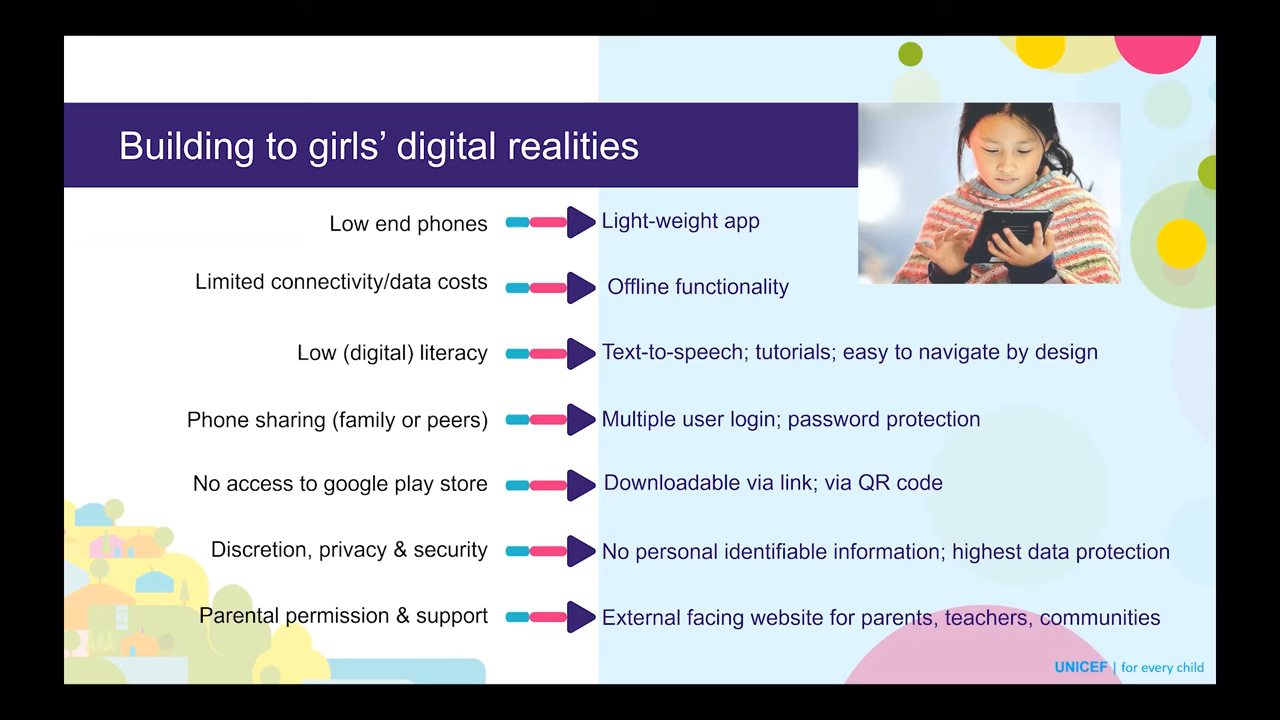 Building to girls’ digital realities
Low end phones
Light-weight app
Limited connectivity/data costs
Offline functionality
Low (digital) literacy
Text-to-speech; tutorials; easy to navigate by design
Phone sharing (family or peers)
Multiple user login; password protection
No access to google play store
Downloadable via link; via QR code
Discretion, privacy & security
No personal identifiable information; highest data protection
Parental permission & support
External facing website for parents, teachers, communities
UNICEF | for every child